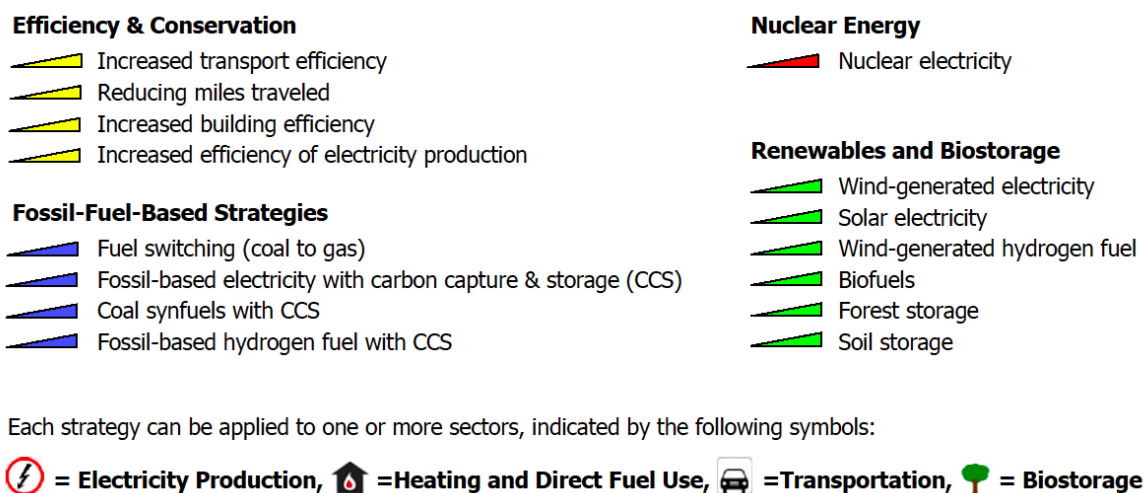 Efficiency & Conservation
Increased transport efficiency
Reducing miles traveled
Increased building efficiency
Increased efficiency of electricity production
Fossil-Fuel-Based Strategies
Fuel switching (coal to gas)
Fossil-based electricity with carbon capture & storage (CCS)
Coal synfuels with CCS
Fossil-based hydrogen fuel with CCS
Nuclear Energy
Nuclear electricity
Renewables and Biostorage
Wind-generated electricity
Solar electricity
Wind-generated hydrogen fuel
Biofuels
Forest storage
Soil storage
Each strategy can be applied to one or more sectors, indicated by the following symbols:
= Electricity Production, =Heating and Direct Fuel Use, =Transportation, = Biostorage